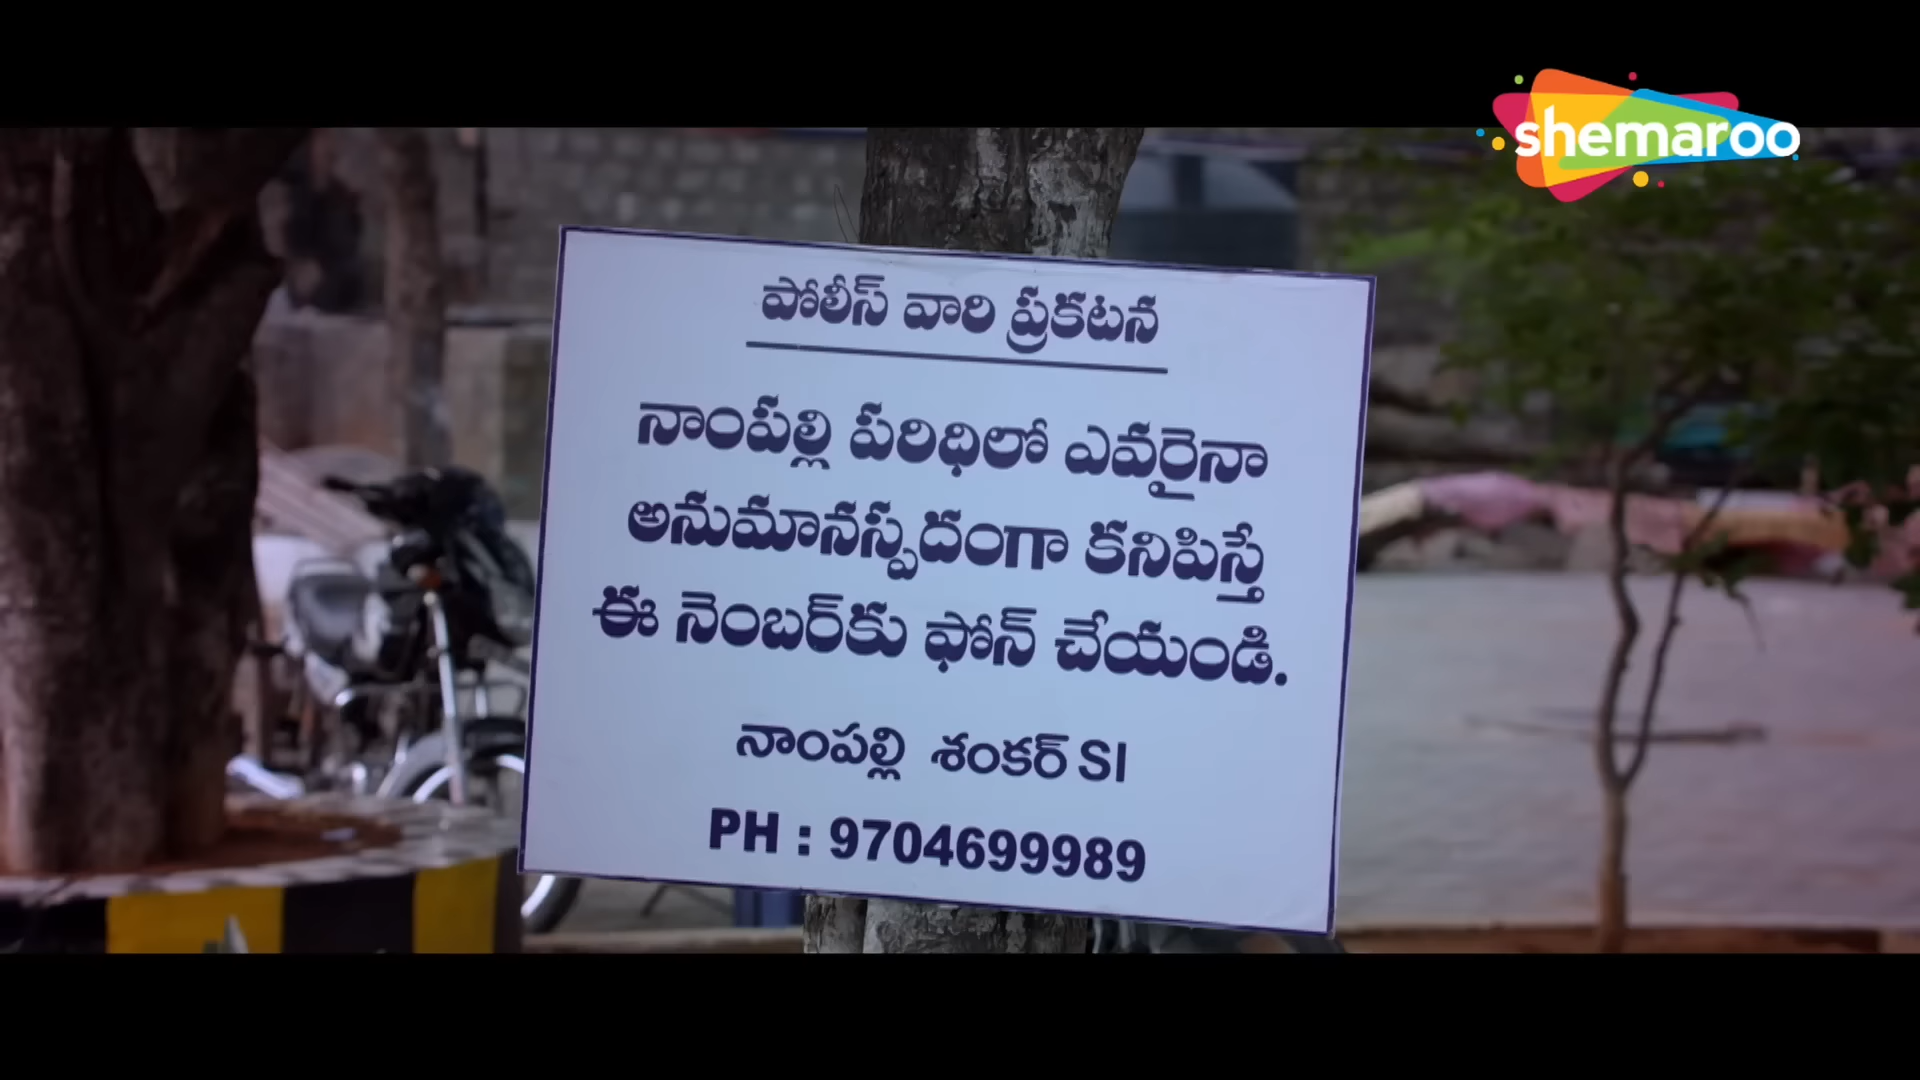 shemaroo
పోలీస్ వారి ప్రకటన
నాంపల్లి పరిధిలో ఎవరైనా
అనుమానస్పదంగా కనిపిస్తే
ఈ నెంబర్‌కు ఫోన్ చేయండి.
నాంపల్లి శంకర్ SI
PH : 9704699989